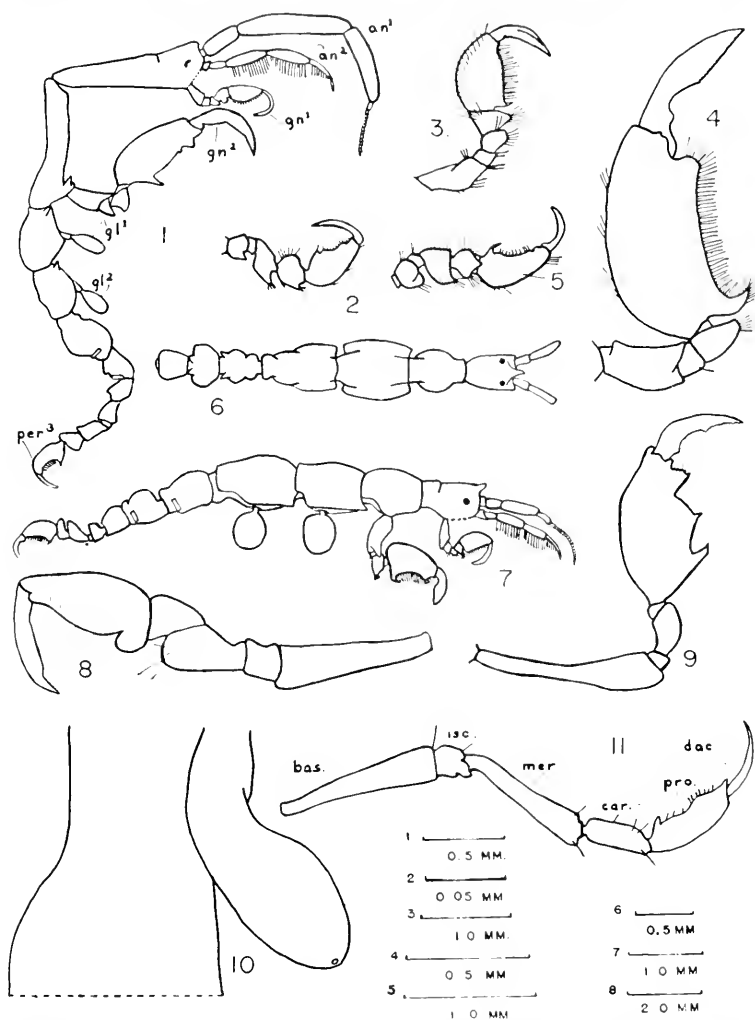 an¹
an²
gn¹
gn²
gl¹
gl²
per³
1
2
3.
4
5
6
7
8
9
10
11
bas.
isc.
mer
car.
pro.
dac
1
0.5 MM.
2
0 05 MM
3
1 0 MM.
4
0 5 MM
5
1 0 MM
6
0.5 MM
7
1 0 MM
8
2 0 MM